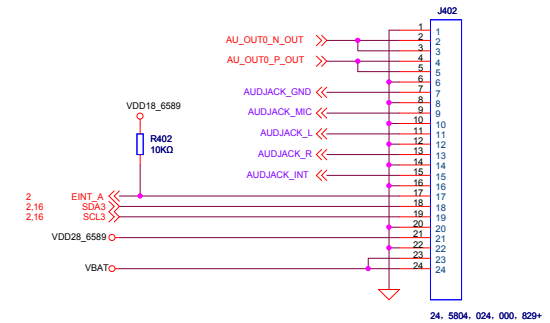 J402
AU_OUT0_N_OUT
AU_OUT0_P_OUT
AUDJACK_GND
AUDJACK_MIC
AUDJACK_L
AUDJACK_R
AUDJACK_INT
VDD18_6589
R402
10KΩ
2 EINT_A
2,16 SDA3
2,16 SCL3
VDD28_6589
VBAT
1 1
2 2
3 3
4 4
5 5
6 6
7 7
8 8
9 9
10 10
11 11
12 12
13 13
14 14
15 15
16 16
17 17
18 18
19 19
20 20
21 21
22 22
23 23
24 24
24. 5804. 024. 000. 829+